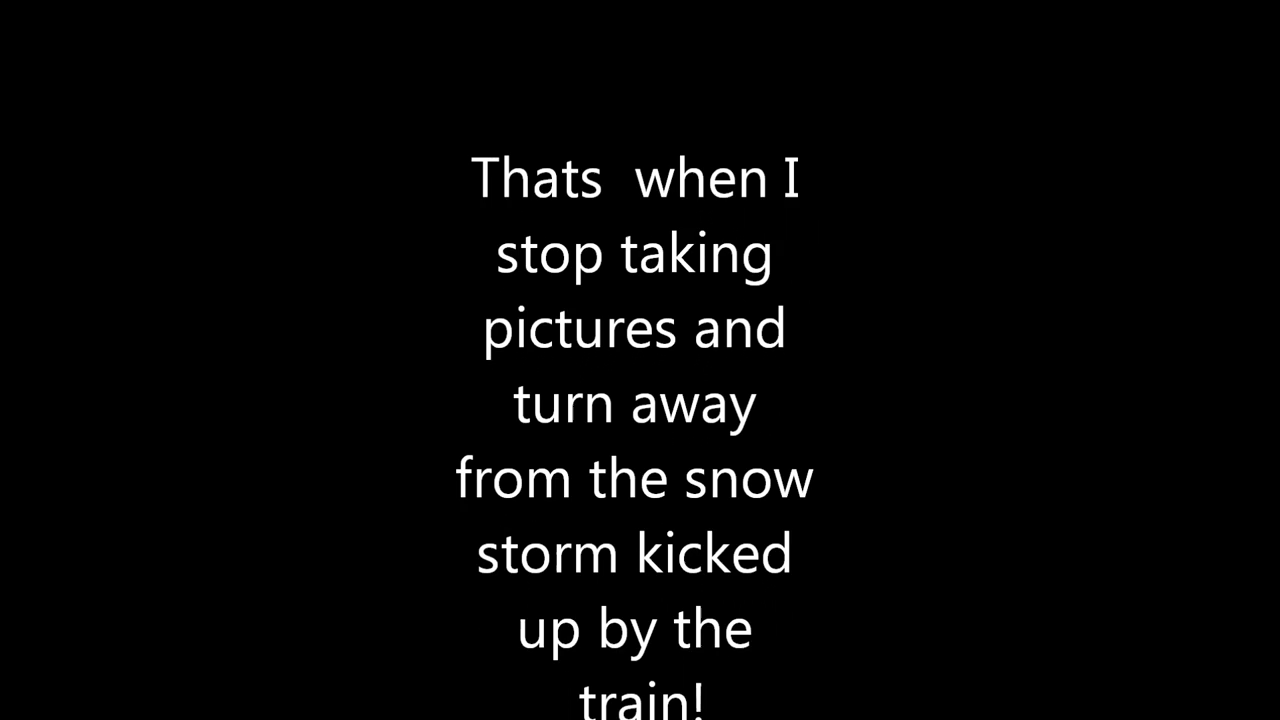 Thats  when I
stop taking
pictures and
turn away
from the snow
storm kicked
up by the
train!